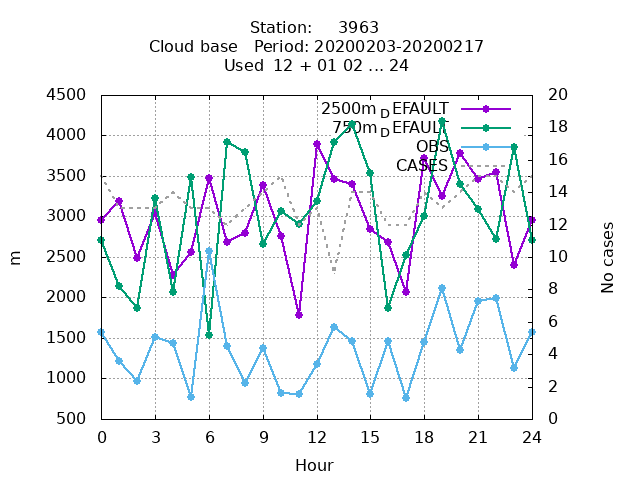 Station: 3963
Cloud base Period: 20200203-20200217
Used 12 + 01 02 ... 24
4500
4000
3500
3000
2500
2000
1500
1000
500
m
20
18
16
14
12
10
8
6
4
2
0
No cases
2500m_DEFAULT
750m_DEFAULT
OBS
CASES
0 3 6 9 12 15 18 21 24
Hour